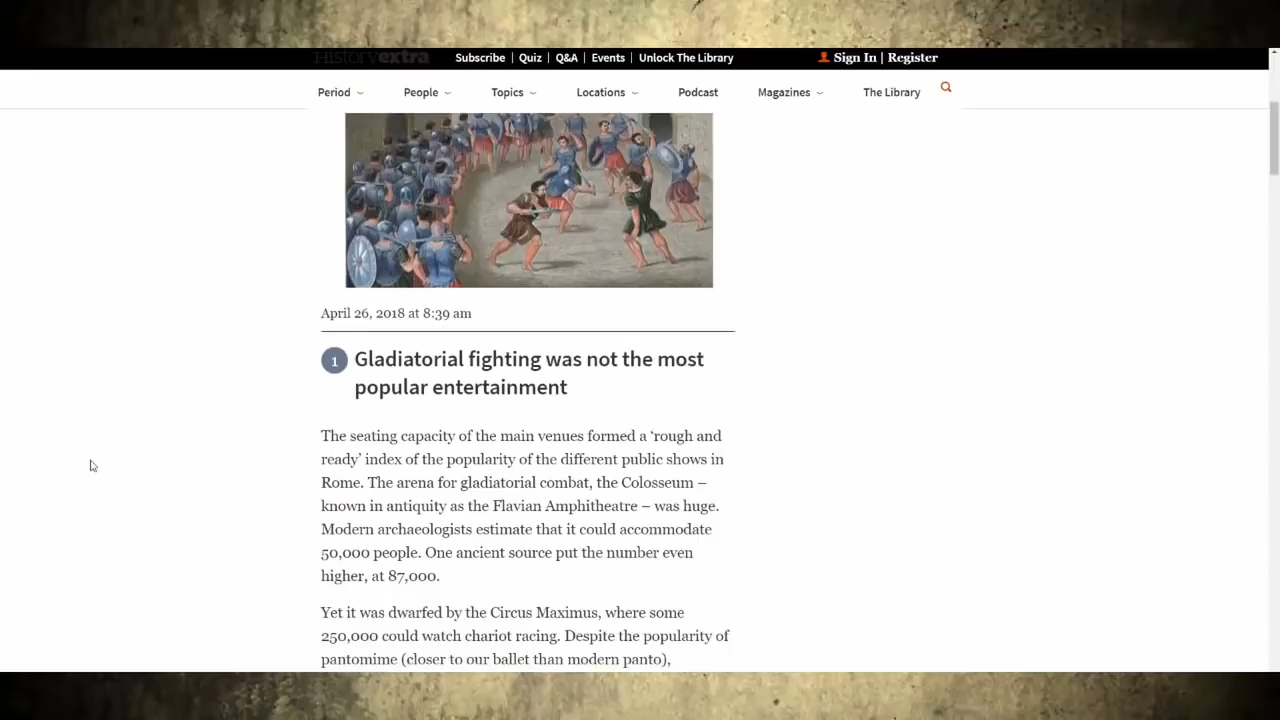 Historyextra
Subscribe | Quiz | Q&A | Events | Unlock The Library
Sign In | Register
Period People Topics Locations Podcast Magazines The Library
April 26, 2018 at 8:39 am
1 Gladiatorial fighting was not the most
popular entertainment
The seating capacity of the main venues formed a ‘rough and
ready’ index of the popularity of the different public shows in
Rome. The arena for gladiatorial combat, the Colosseum –
known in antiquity as the Flavian Amphitheatre – was huge.
Modern archaeologists estimate that it could accommodate
50,000 people. One ancient source put the number even
higher, at 87,000.
Yet it was dwarfed by the Circus Maximus, where some
250,000 could watch chariot racing. Despite the popularity of
pantomime (closer to our ballet than modern panto),